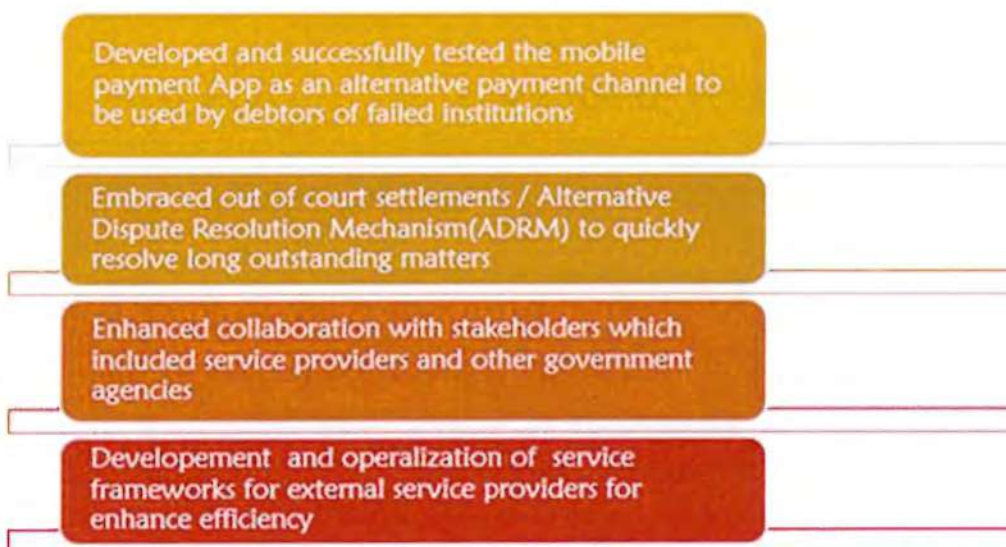 Developed and successfully tested the mobile
payment App as an alternative payment channel to
be used by debtors of failed institutions
Embraced out of court settlements / Alternative
Dispute Resolution Mechanism(ADRM) to quickly
resolve long outstanding matters
Enhanced collaboration with stakeholders which
included service providers and other government
agencies
Developement and operalization of service
frameworks for external service providers for
enhance efficiency